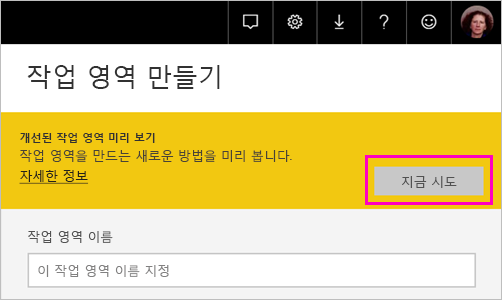 작업 영역 만들기
개선된 작업 영역 미리 보기
작업 영역을 만드는 새로운 방법을 미리 봅니다.
자세한 정보
지금 시도
작업 영역 이름
이 작업 영역 이름 지정